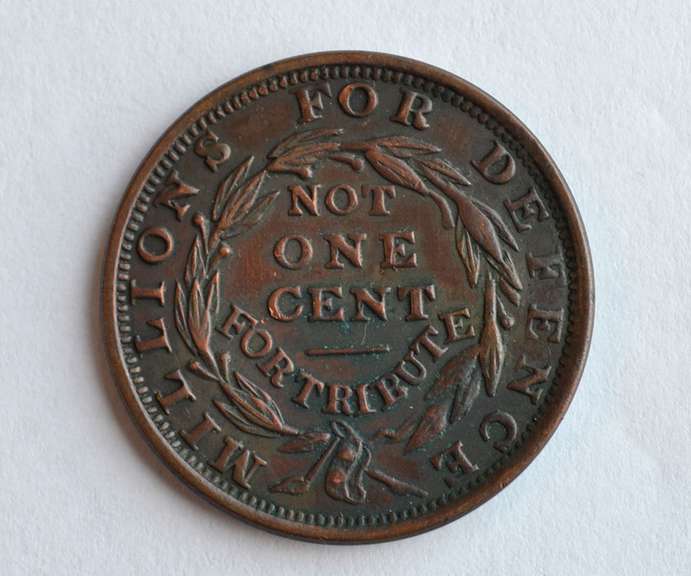 MILLIONS FOR DEFENCE
NOT
ONE
CENT
FOR TRIBUTE